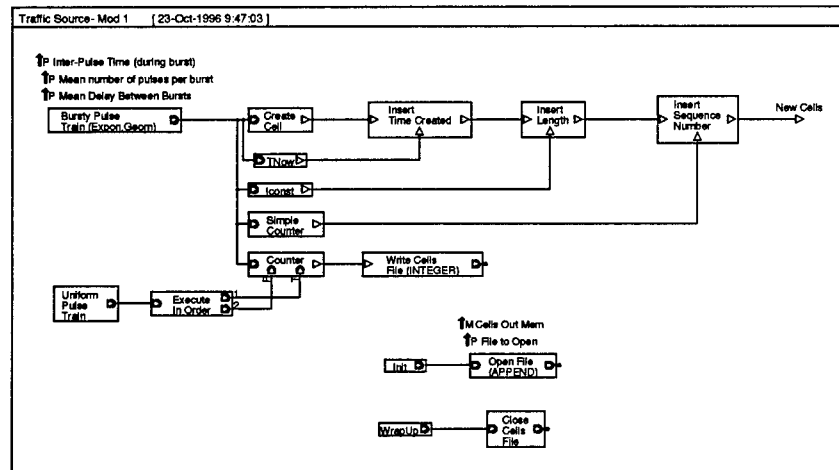 Traffic Source- Mod 1 [ 23-Oct-1996 9:47:03 ]
⇑P Inter-Pulse Time (during burst)
⇑P Mean number of pulses per burst
⇑P Mean Delay Between Bursts
Bursty Pulse
Train (Expon,Geom)
Create
Cell
Insert
Time Created
Insert
Length
Insert
Sequence
Number
New Cells
TNow
Iconst
Simple
Counter
Counter
Write Cells
File (INTEGER)
Uniform
Pulse
Train
Execute
In Order
1
2
⇑M Cells Out Mem
⇑P File to Open
Init
Open File
(APPEND)
WrapUp
Close
Cells
File